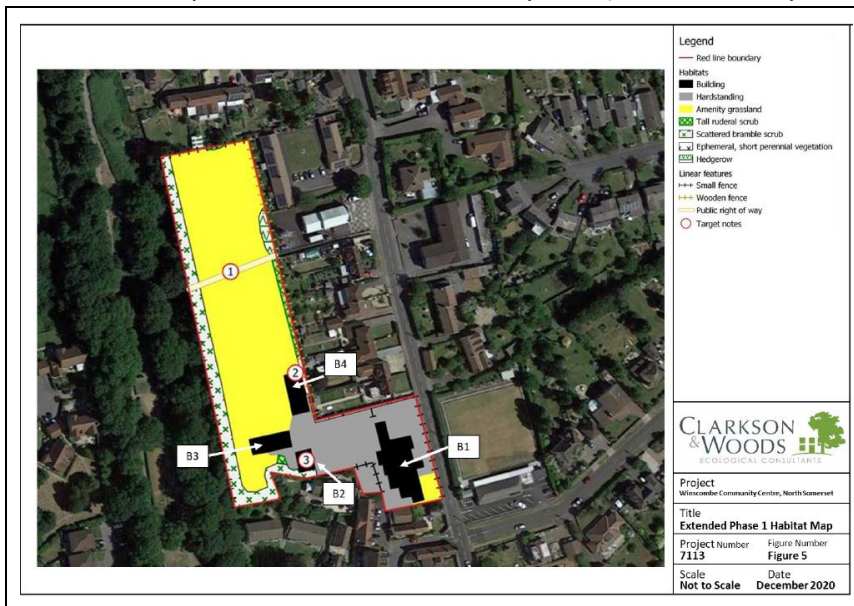 Legend
Red line boundary
Habitats
Building
Hardstanding
Amenity grassland
Tall ruderal scrub
Scattered bramble scrub
Ephemeral, short perennial vegetation
Hedgerow
Linear features
Small fence
Wooden fence
Public right of way
Target notes
1
2
B4
B3
3
B2
B1
CLARKSON
& WOODS
ECOLOGICAL CONSULTANTS
Project
Winscombe Community Centre, North Somerset
Title
Extended Phase 1 Habitat Map
Project Number Figure Number
7113 Figure 5
Scale Date
Not to Scale December 2020